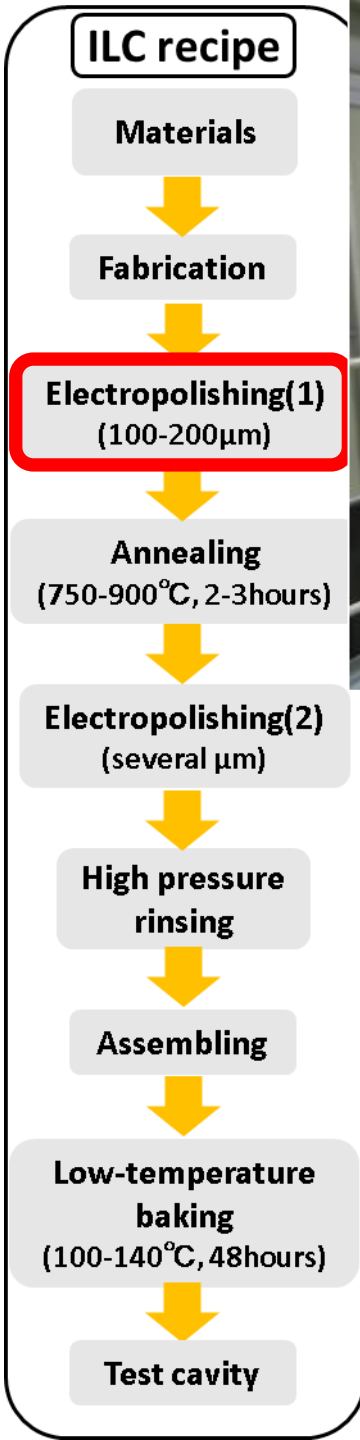 ILC recipe
Materials
Fabrication
Electropolishing(1)
(100-200μm)
Annealing
(750-900℃, 2-3hours)
Electropolishing(2)
(several μm)
High pressure
rinsing
Assembling
Low-temperature
baking
(100-140℃, 48hours)
Test cavity